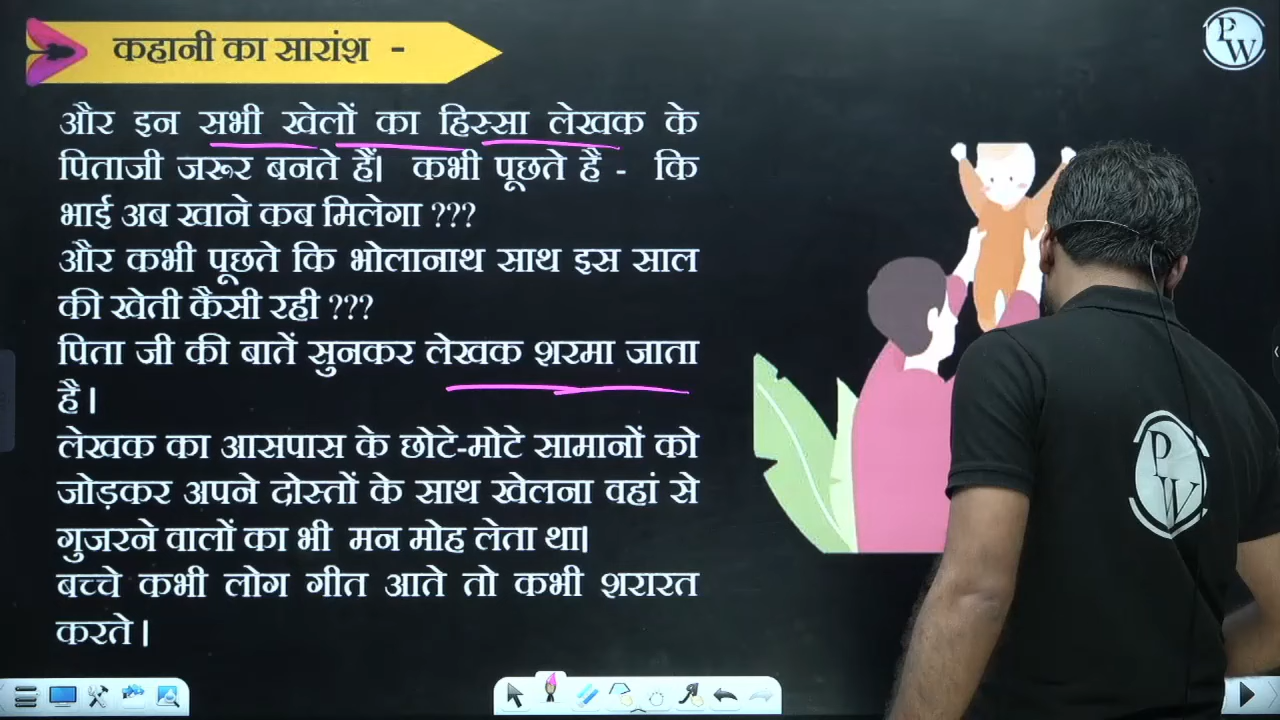 कहानी का सारांश -
और इन सभी खेलों का हिस्सा लेखक के
पिताजी जरूर बनते हैं। कभी पूछते है - कि
भाई अब खाने कब मिलेगा ???
और कभी पूछते कि भोलानाथ साथ इस साल
की खेती कैसी रही ???
पिता जी की बातें सुनकर लेखक शरमा जाता
है।
लेखक का आसपास के छोटे-मोटे सामानों को
जोड़कर अपने दोस्तों के साथ खेलना वहां से
गुजरने वालों का भी मन मोह लेता था।
बच्चे कभी लोग गीत आते तो कभी शरारत
करते।
PW
PW